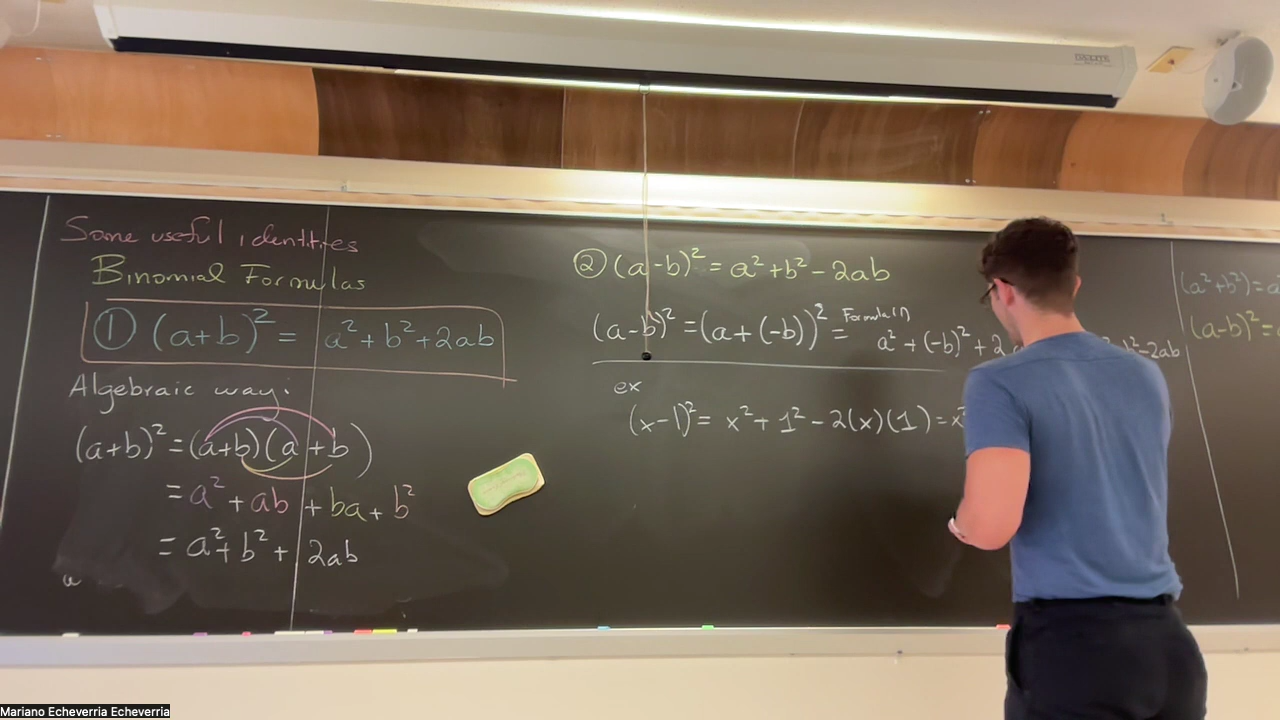 Some useful identities
Binomial Formulas
① (a+b)² = a²+b²+2ab
Algebraic way:
(a+b)² = (a+b)(a+b)
= a² + ab + ba + b²
= a²+b²+ 2ab
② (a-b)² = a²+b²-2ab
(a-b)² = (a+(-b))² = Formula (1) a²+(-b)²+2
²-2ab
ex
(x-1)² = x²+1²-2(x)(1) = x²
(a²+b²)=a
(a-b)²=
Mariano Echeverria Echeverria